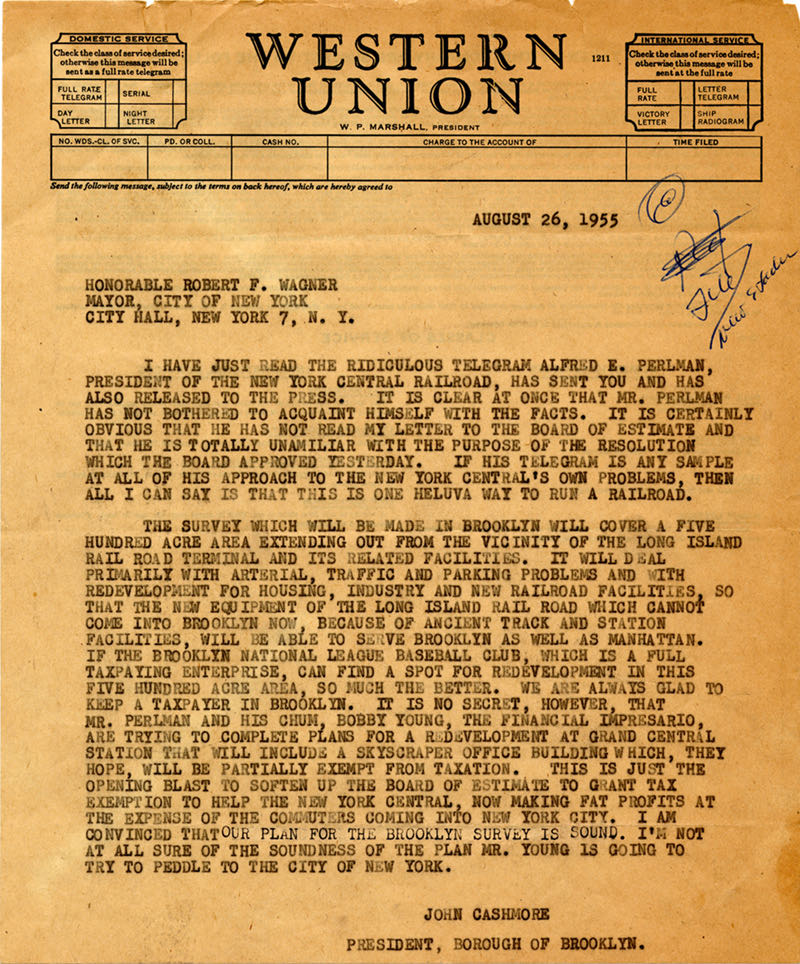 DOMESTIC SERVICE
Check the class of service desired;
otherwise this message will be
sent as a full rate telegram
FULL RATE TELEGRAM SERIAL
DAY LETTER NIGHT LETTER
WESTERN
UNION
1211
W. P. MARSHALL, PRESIDENT
INTERNATIONAL SERVICE
Check the class of service desired;
otherwise this message will be
sent at the full rate
FULL RATE LETTER TELEGRAM
VICTORY LETTER SHIP RADIOGRAM
NO. WDS.-CL. OF SVC. PD. OR COLL. CASH NO. CHARGE TO THE ACCOUNT OF TIME FILED
Send the following message, subject to the terms on back hereof, which are hereby agreed to
AUGUST 26, 1955
File
HONORABLE ROBERT F. WAGNER
MAYOR, CITY OF NEW YORK
CITY HALL, NEW YORK 7, N. Y.
I HAVE JUST READ THE RIDICULOUS TELEGRAM ALFRED E. PERLMAN,
PRESIDENT OF THE NEW YORK CENTRAL RAILROAD, HAS SENT YOU AND HAS
ALSO RELEASED TO THE PRESS. IT IS CLEAR AT ONCE THAT MR. PERLMAN
HAS NOT BOTHERED TO ACQUAINT HIMSELF WITH THE FACTS. IT IS CERTAINLY
OBVIOUS THAT HE HAS NOT READ MY LETTER TO THE BOARD OF ESTIMATE AND
THAT HE IS TOTALLY UNAMILIAR WITH THE PURPOSE OF THE RESOLUTION
WHICH THE BOARD APPROVED YESTERDAY. IF HIS TELEGRAM IS ANY SAMPLE
AT ALL OF HIS APPROACH TO THE NEW YORK CENTRAL'S OWN PROBLEMS, THEN
ALL I CAN SAY IS THAT THIS IS ONE HELUVA WAY TO RUN A RAILROAD.
THE SURVEY WHICH WILL BE MADE IN BROOKLYN WILL COVER A FIVE
HUNDRED ACRE AREA EXTENDING OUT FROM THE VICINITY OF THE LONG ISLAND
RAIL ROAD TERMINAL AND ITS RELATED FACILITIES. IT WILL DEAL
PRIMARILY WITH ARTERIAL, TRAFFIC AND PARKING PROBLEMS AND WITH
REDEVELOPMENT FOR HOUSING, INDUSTRY AND NEW RAILROAD FACILITIES, SO
THAT THE NEW EQUIPMENT OF THE LONG ISLAND RAIL ROAD WHICH CANNOT
COME INTO BROOKLYN NOW, BECAUSE OF ANCIENT TRACK AND STATION
FACILITIES, WILL BE ABLE TO SERVE BROOKLYN AS WELL AS MANHATTAN.
IF THE BROOKLYN NATIONAL LEAGUE BASEBALL CLUB, WHICH IS A FULL
TAXPAYING ENTERPRISE, CAN FIND A SPOT FOR REDEVELOPMENT IN THIS
FIVE HUNDRED ACRE AREA, SO MUCH THE BETTER. WE ARE ALWAYS GLAD TO
KEEP A TAXPAYER IN BROOKLYN. IT IS NO SECRET, HOWEVER, THAT
MR. PERLMAN AND HIS CHUM, BOBBY YOUNG, THE FINANCIAL IMPRESARIO,
ARE TRYING TO COMPLETE PLANS FOR A REDEVELOPMENT AT GRAND CENTRAL
STATION THAT WILL INCLUDE A SKYSCRAPER OFFICE BUILDING WHICH, THEY
HOPE, WILL BE PARTIALLY EXEMPT FROM TAXATION. THIS IS JUST THE
OPENING BLAST TO SOFTEN UP THE BOARD OF ESTIMATE TO GRANT TAX
EXEMPTION TO HELP THE NEW YORK CENTRAL, NOW MAKING FAT PROFITS AT
THE EXPENSE OF THE COMMUTERS COMING INTO NEW YORK CITY. I AM
CONVINCED THAT OUR PLAN FOR THE BROOKLYN SURVEY IS SOUND. I'M NOT
AT ALL SURE OF THE SOUNDNESS OF THE PLAN MR. YOUNG IS GOING TO
TRY TO PEDDLE TO THE CITY OF NEW YORK.
JOHN CASHMORE
PRESIDENT, BOROUGH OF BROOKLYN.